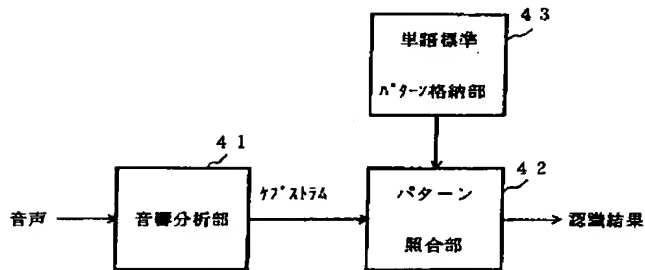 単語標準
パターン格納部
４３
４１
音声
音響分析部
ケプストラム
パターン
照合部
４２
認識結果